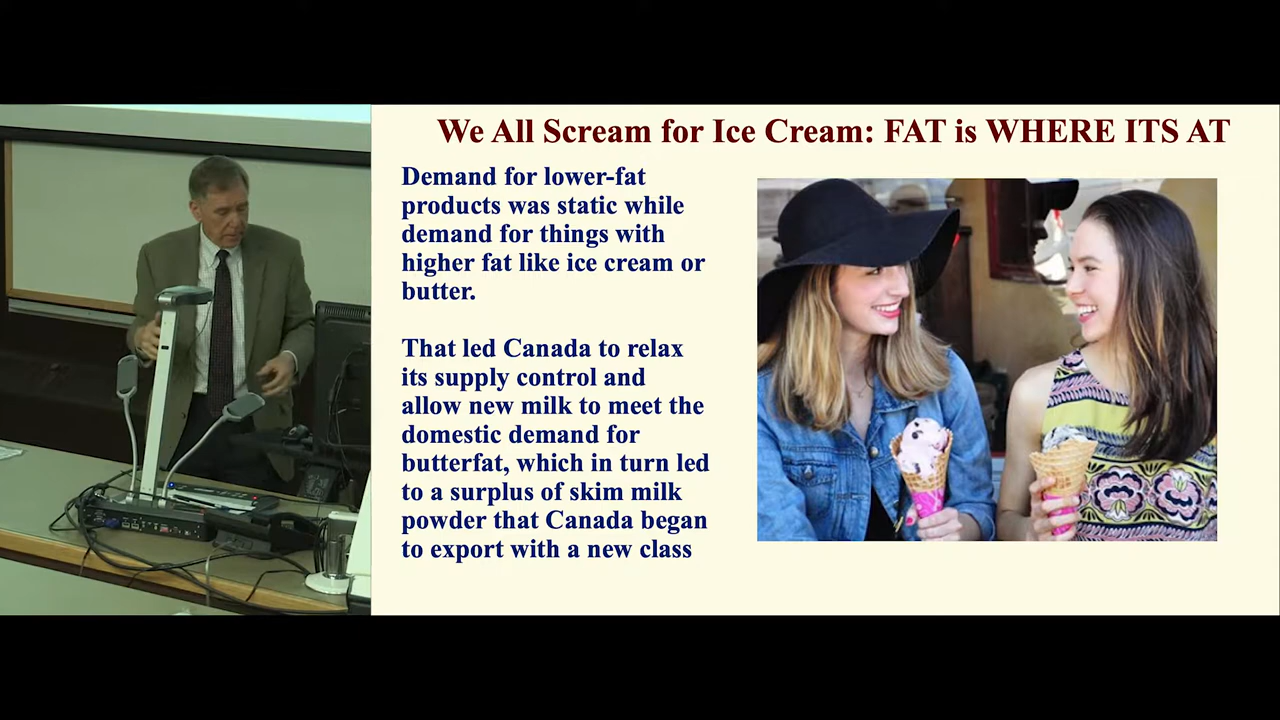 We All Scream for Ice Cream: FAT is WHERE ITS AT
Demand for lower-fat
products was static while
demand for things with
higher fat like ice cream or
butter.
That led Canada to relax
its supply control and
allow new milk to meet the
domestic demand for
butterfat, which in turn led
to a surplus of skim milk
powder that Canada began
to export with a new class